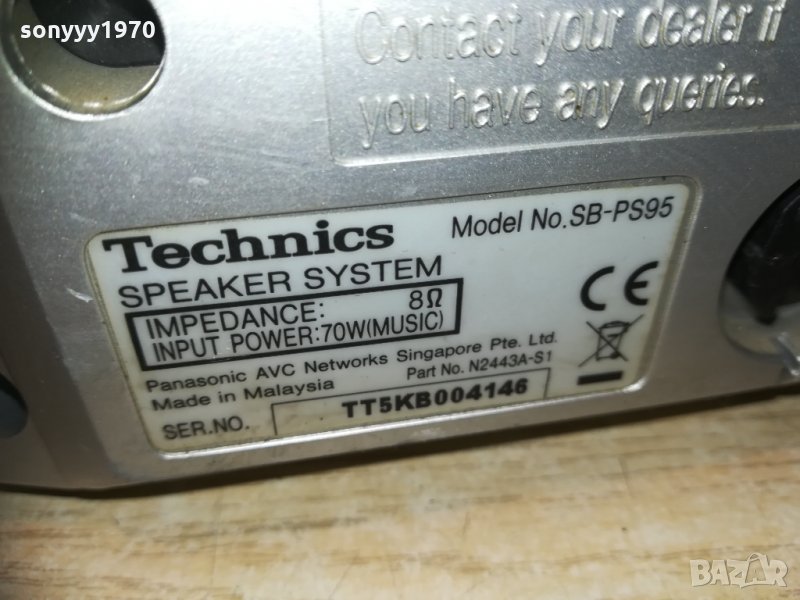 sonyyy1970
Contact your dealer if
you have any queries.
Technics
Model No.SB-PS95
SPEAKER SYSTEM
IMPEDANCE: 8Ω
INPUT POWER:70W(MUSIC)
CE
Panasonic AVC Networks Singapore Pte. Ltd.
Made in Malaysia
Part No. N2443A-S1
SER.NO. TT5KB004146
BAZAR